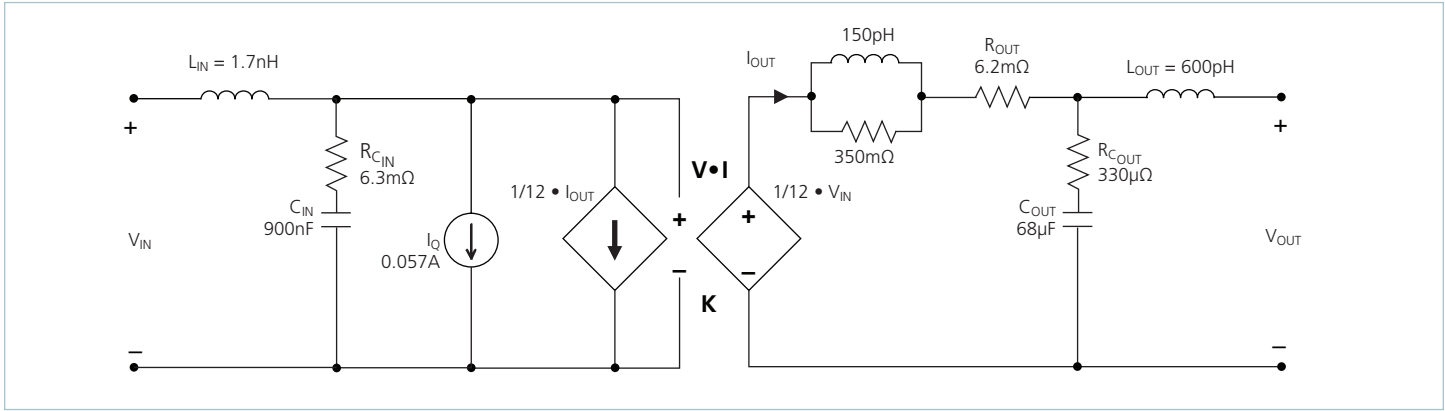 L_IN = 1.7nH
+
R_C_IN
6.3mΩ
C_IN
900nF
V_IN
I_Q
0.057A
−
1/12 • I_OUT
V•I
+
−
K
1/12 • V_IN
+
−
I_OUT
150pH
350mΩ
R_OUT
6.2mΩ
L_OUT = 600pH
R_C_OUT
330µΩ
C_OUT
68µF
+
V_OUT
−